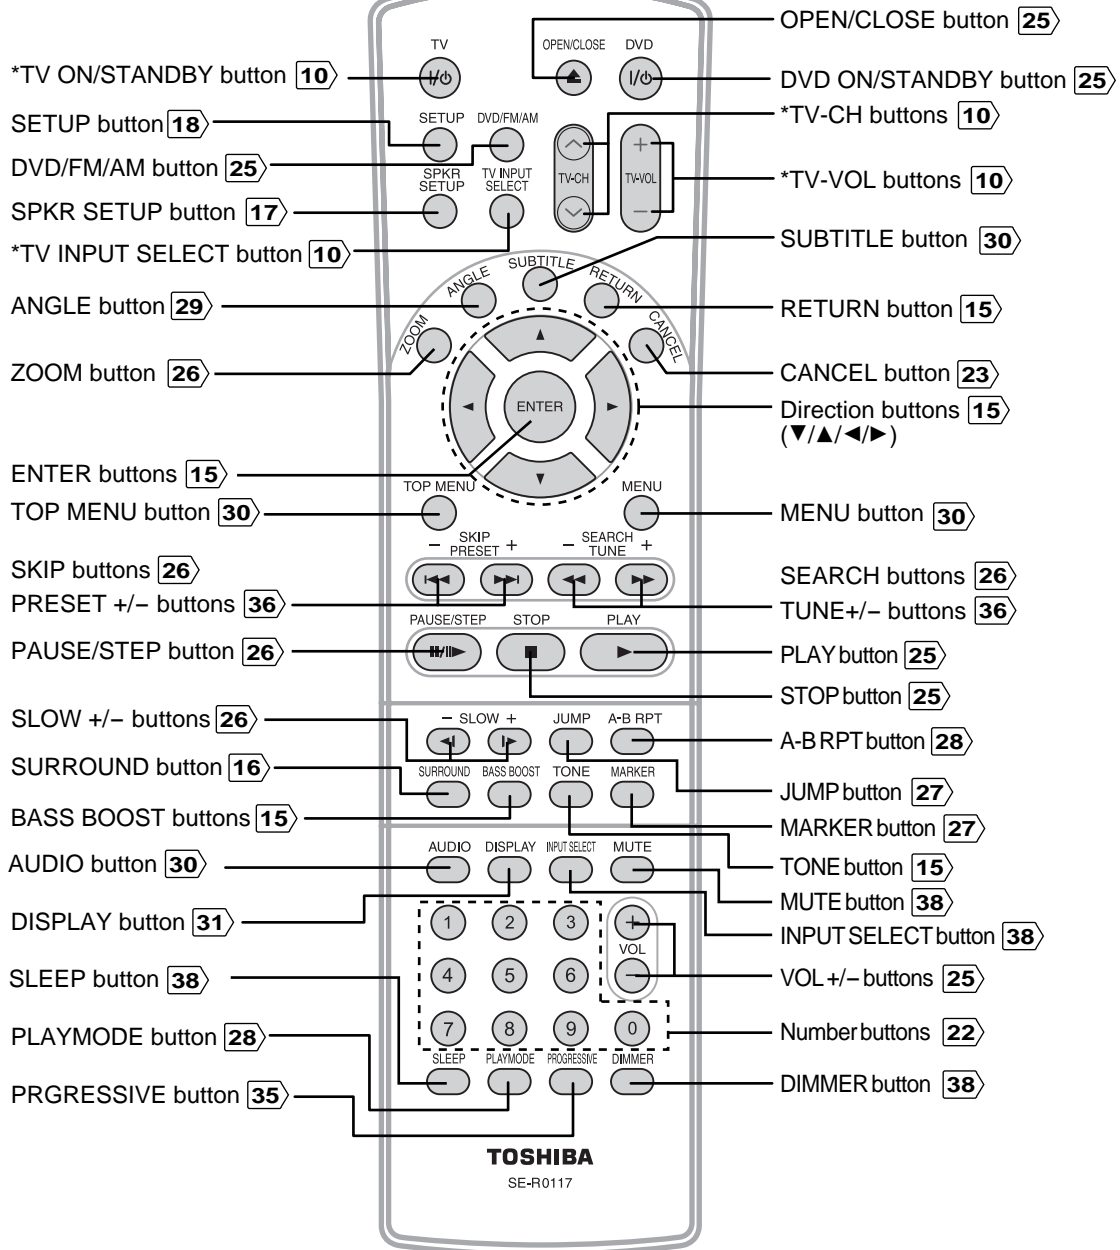 OPEN/CLOSE button 25
TV
OPEN/CLOSE
DVD
*TV ON/STANDBY button 10
I/⏻
I/⏻
DVD ON/STANDBY button 25
SETUP button 18
SETUP
DVD/FM/AM
*TV-CH buttons 10
DVD/FM/AM button 25
SPKR
SETUP
TV INPUT
SELECT
TV-CH
+
TV-VOL
−
*TV-VOL buttons 10
SPKR SETUP button 17
*TV INPUT SELECT button 10
SUBTITLE button 30
SUBTITLE
ANGLE
RETURN
ANGLE button 29
RETURN button 15
ZOOM
CANCEL
ZOOM button 26
CANCEL button 23
ENTER
Direction buttons 15
(▼/▲/◀/▶)
ENTER buttons 15
TOP MENU
MENU
TOP MENU button 30
MENU button 30
− SKIP
PRESET +
− SEARCH
TUNE +
SKIP buttons 26
SEARCH buttons 26
PRESET +/− buttons 36
TUNE+/− buttons 36
PAUSE/STEP
STOP
PLAY
PAUSE/STEP button 26
PLAY button 25
STOP button 25
SLOW +/− buttons 26
− SLOW +
JUMP
A-B RPT
A-B RPT button 28
SURROUND button 16
SURROUND
BASS BOOST
TONE
MARKER
JUMP button 27
BASS BOOST buttons 15
MARKER button 27
AUDIO button 30
AUDIO
DISPLAY
INPUT SELECT
MUTE
TONE button 15
MUTE button 38
DISPLAY button 31
1
2
3
+
INPUT SELECT button 38
VOL
SLEEP button 38
4
5
6
−
VOL +/− buttons 25
PLAYMODE button 28
7
8
9
0
Number buttons 22
SLEEP
PLAYMODE
PROGRESSIVE
DIMMER
DIMMER button 38
PRGRESSIVE button 35
TOSHIBA
SE-R0117